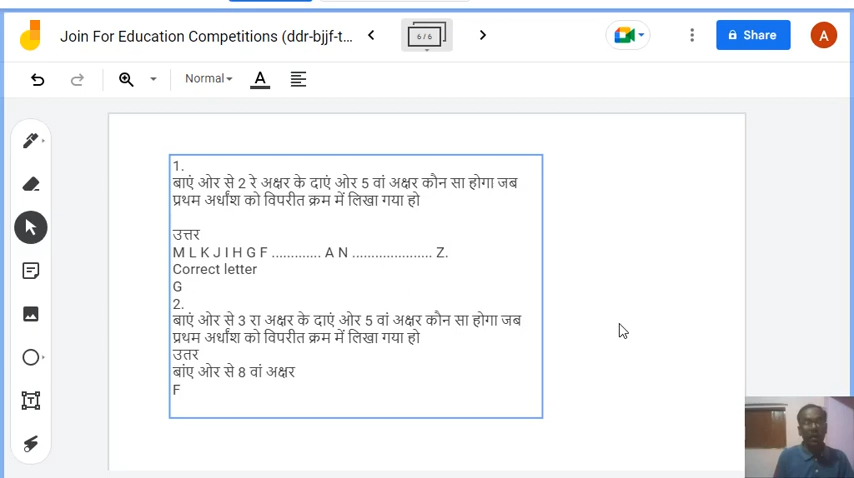 Join For Education Competitions (ddr-bjjf-t...
6 / 6
Share
A
Normal
A
1.
बाएं ओर से 2 रे अक्षर के दाएं ओर 5 वां अक्षर कौन सा होगा जब
प्रथम अर्धांश को विपरीत क्रम में लिखा गया हो
उत्तर
M L K J I H G F ............. A N ..................... Z.
Correct letter
G
2.
बाएं ओर से 3 रा अक्षर के दाएं ओर 5 वां अक्षर कौन सा होगा जब
प्रथम अर्धांश को विपरीत क्रम में लिखा गया हो
उतर
बांए ओर से 8 वां अक्षर
F